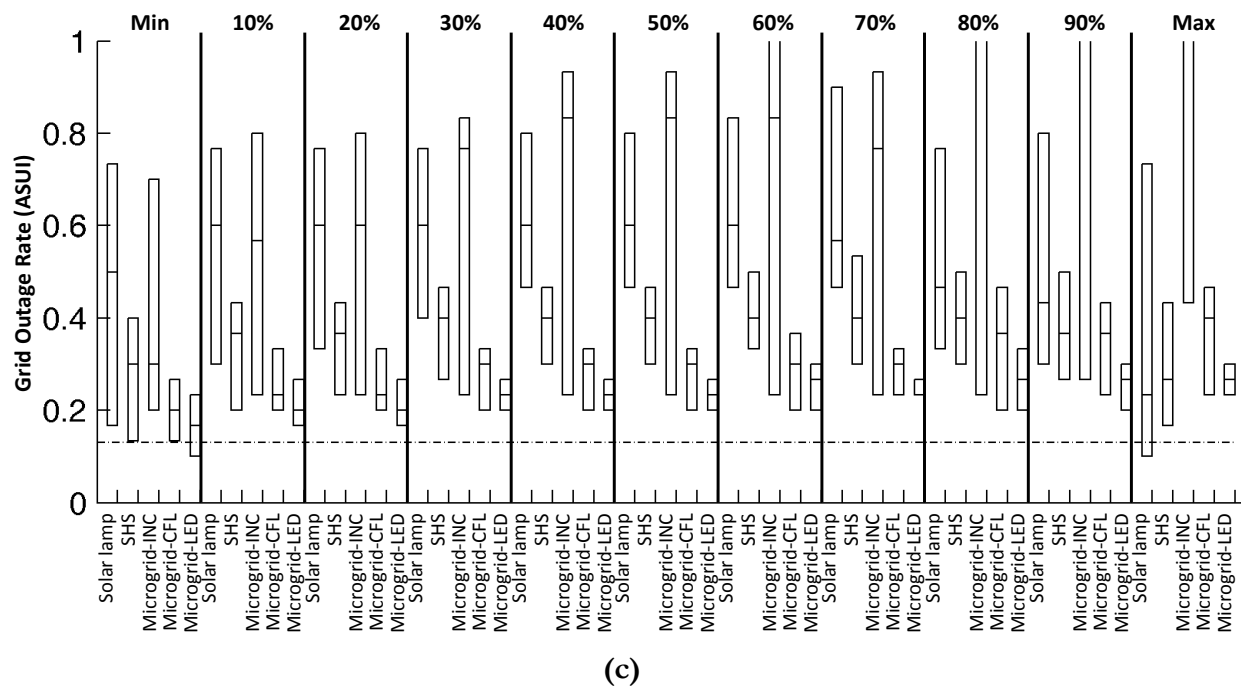 Min 10% 20% 30% 40% 50% 60% 70% 80% 90% Max
Grid Outage Rate (ASUI)
1
0.8
0.6
0.4
0.2
0
Solar lamp
SHS
Microgrid-INC
Microgrid-CFL
Microgrid-LED
Solar lamp
SHS
Microgrid-INC
Microgrid-CFL
Microgrid-LED
Solar lamp
SHS
Microgrid-INC
Microgrid-CFL
Microgrid-LED
Solar lamp
SHS
Microgrid-INC
Microgrid-CFL
Microgrid-LED
Solar lamp
SHS
Microgrid-INC
Microgrid-CFL
Microgrid-LED
Solar lamp
SHS
Microgrid-INC
Microgrid-CFL
Microgrid-LED
Solar lamp
SHS
Microgrid-INC
Microgrid-CFL
Microgrid-LED
Solar lamp
SHS
Microgrid-INC
Microgrid-CFL
Microgrid-LED
Solar lamp
SHS
Microgrid-INC
Microgrid-CFL
Microgrid-LED
Solar lamp
SHS
Microgrid-INC
Microgrid-CFL
Microgrid-LED
Solar lamp
SHS
Microgrid-INC
Microgrid-CFL
Microgrid-LED
(c)